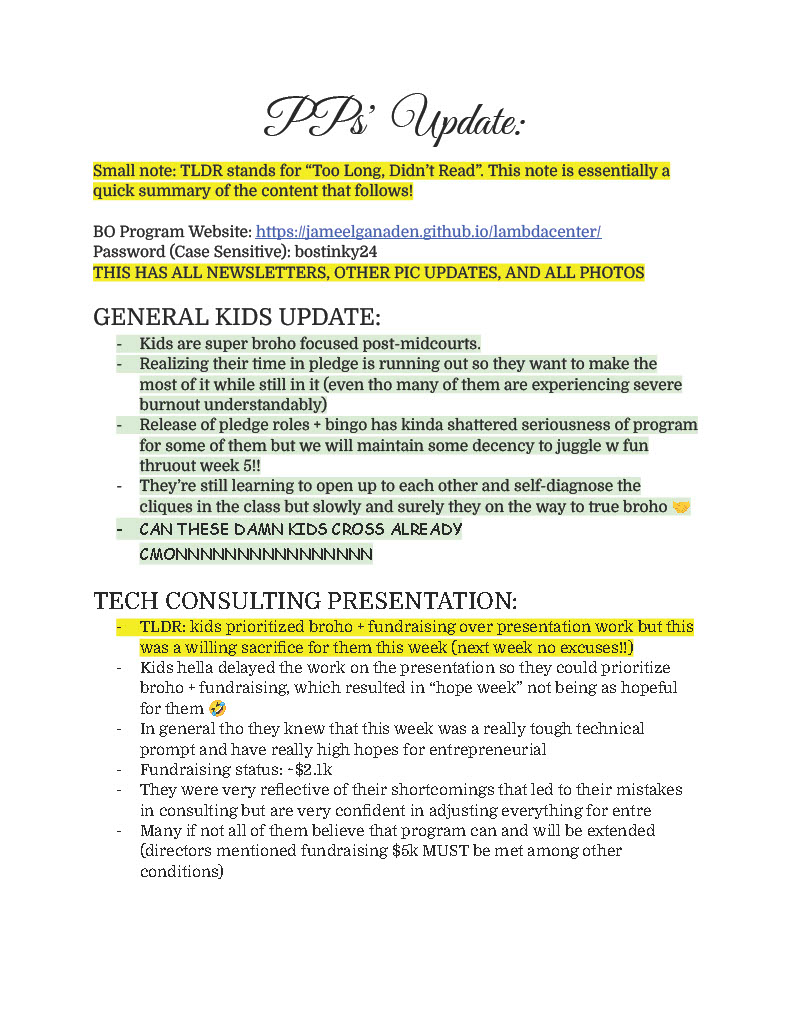 PPs’ Update:
Small note: TLDR stands for “Too Long, Didn’t Read”. This note is essentially a
quick summary of the content that follows!
BO Program Website: https://jameelganaden.github.io/lambdacenter/
Password (Case Sensitive): bostinky24
THIS HAS ALL NEWSLETTERS, OTHER PIC UPDATES, AND ALL PHOTOS
GENERAL KIDS UPDATE:
- Kids are super broho focused post-midcourts.
- Realizing their time in pledge is running out so they want to make the
most of it while still in it (even tho many of them are experiencing severe
burnout understandably)
- Release of pledge roles + bingo has kinda shattered seriousness of program
for some of them but we will maintain some decency to juggle w fun
thruout week 5!!
- They’re still learning to open up to each other and self-diagnose the
cliques in the class but slowly and surely they on the way to true broho 🤝
- CAN THESE DAMN KIDS CROSS ALREADY
CMONNNNNNNNNNNNNNNNN
TECH CONSULTING PRESENTATION:
- TLDR: kids prioritized broho + fundraising over presentation work but this
was a willing sacrifice for them this week (next week no excuses!!)
- Kids hella delayed the work on the presentation so they could prioritize
broho + fundraising, which resulted in “hope week” not being as hopeful
for them 🤣
- In general tho they knew that this week was a really tough technical
prompt and have really high hopes for entrepreneurial
- Fundraising status: ~$2.1k
- They were very reflective of their shortcomings that led to their mistakes
in consulting but are very confident in adjusting everything for entre
- Many if not all of them believe that program can and will be extended
(directors mentioned fundraising $5k MUST be met among other
conditions)